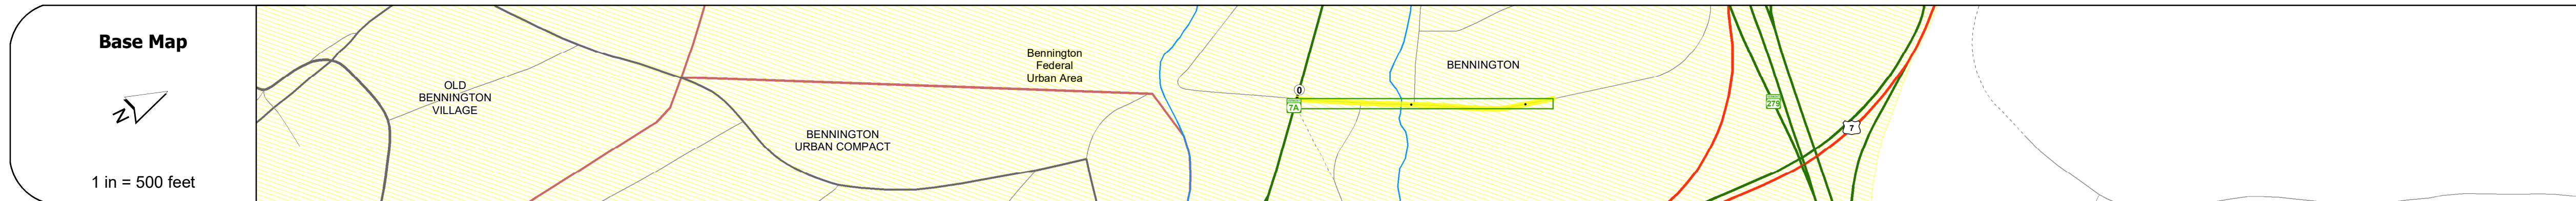 Base Map
N
1 in = 500 feet
OLD
BENNINGTON
VILLAGE
BENNINGTON
URBAN COMPACT
Bennington
Federal
Urban Area
0
7A
BENNINGTON
279
7